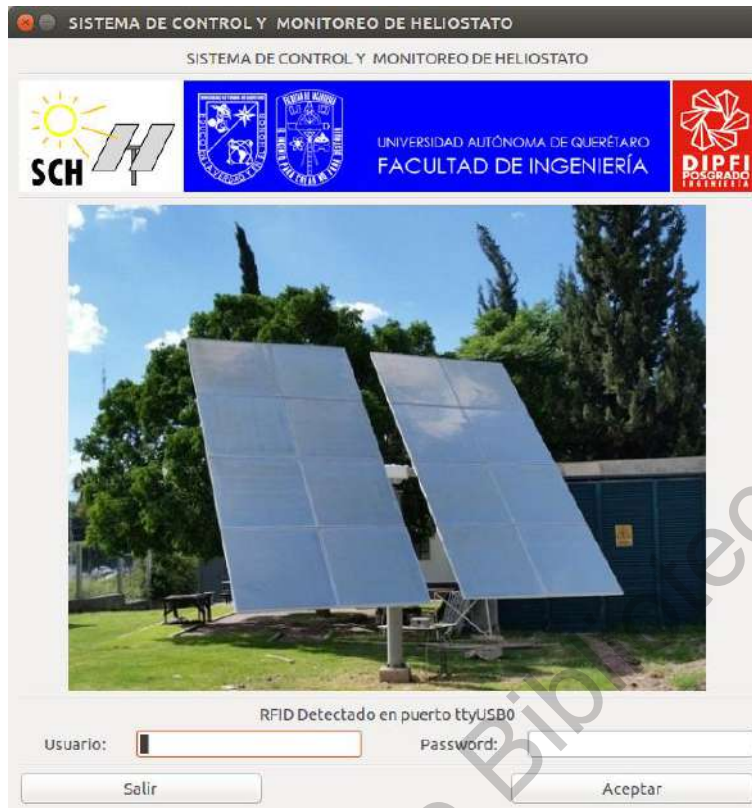 SISTEMA DE CONTROL Y MONITOREO DE HELIOSTATO
SISTEMA DE CONTROL Y MONITOREO DE HELIOSTATO
SCH
UNIVERSIDAD AUTÓNOMA DE QUERÉTARO
FACULTAD DE INGENIERÍA
DIPFI
POSGRADO
INGENIERÍA
RFID Detectado en puerto ttyUSB0
Usuario:
Password:
Salir
Aceptar